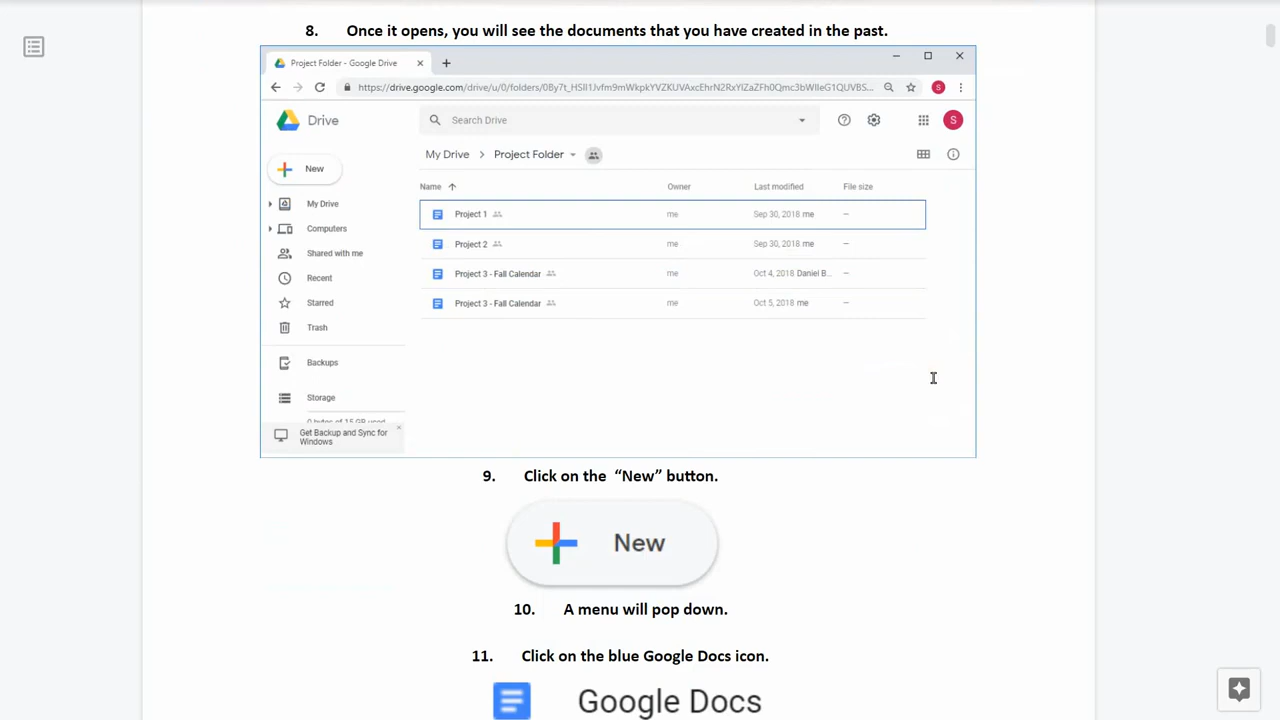 8. Once it opens, you will see the documents that you have created in the past.
Project Folder - Google Drive
Drive
Search Drive
S
New
My Drive > Project Folder
Name
Owner
Last modified
File size
My Drive
Project 1
me
Sep 30, 2018 me
–
Computers
Project 2
me
Sep 30, 2018 me
–
Shared with me
Project 3 - Fall Calendar
me
Oct 4, 2018 Daniel B...
–
Recent
Project 3 - Fall Calendar
me
Oct 5, 2018 me
–
Starred
Trash
Backups
Storage
Get Backup and Sync for
Windows
9. Click on the “New” button.
New
10. A menu will pop down.
11. Click on the blue Google Docs icon.
Google Docs